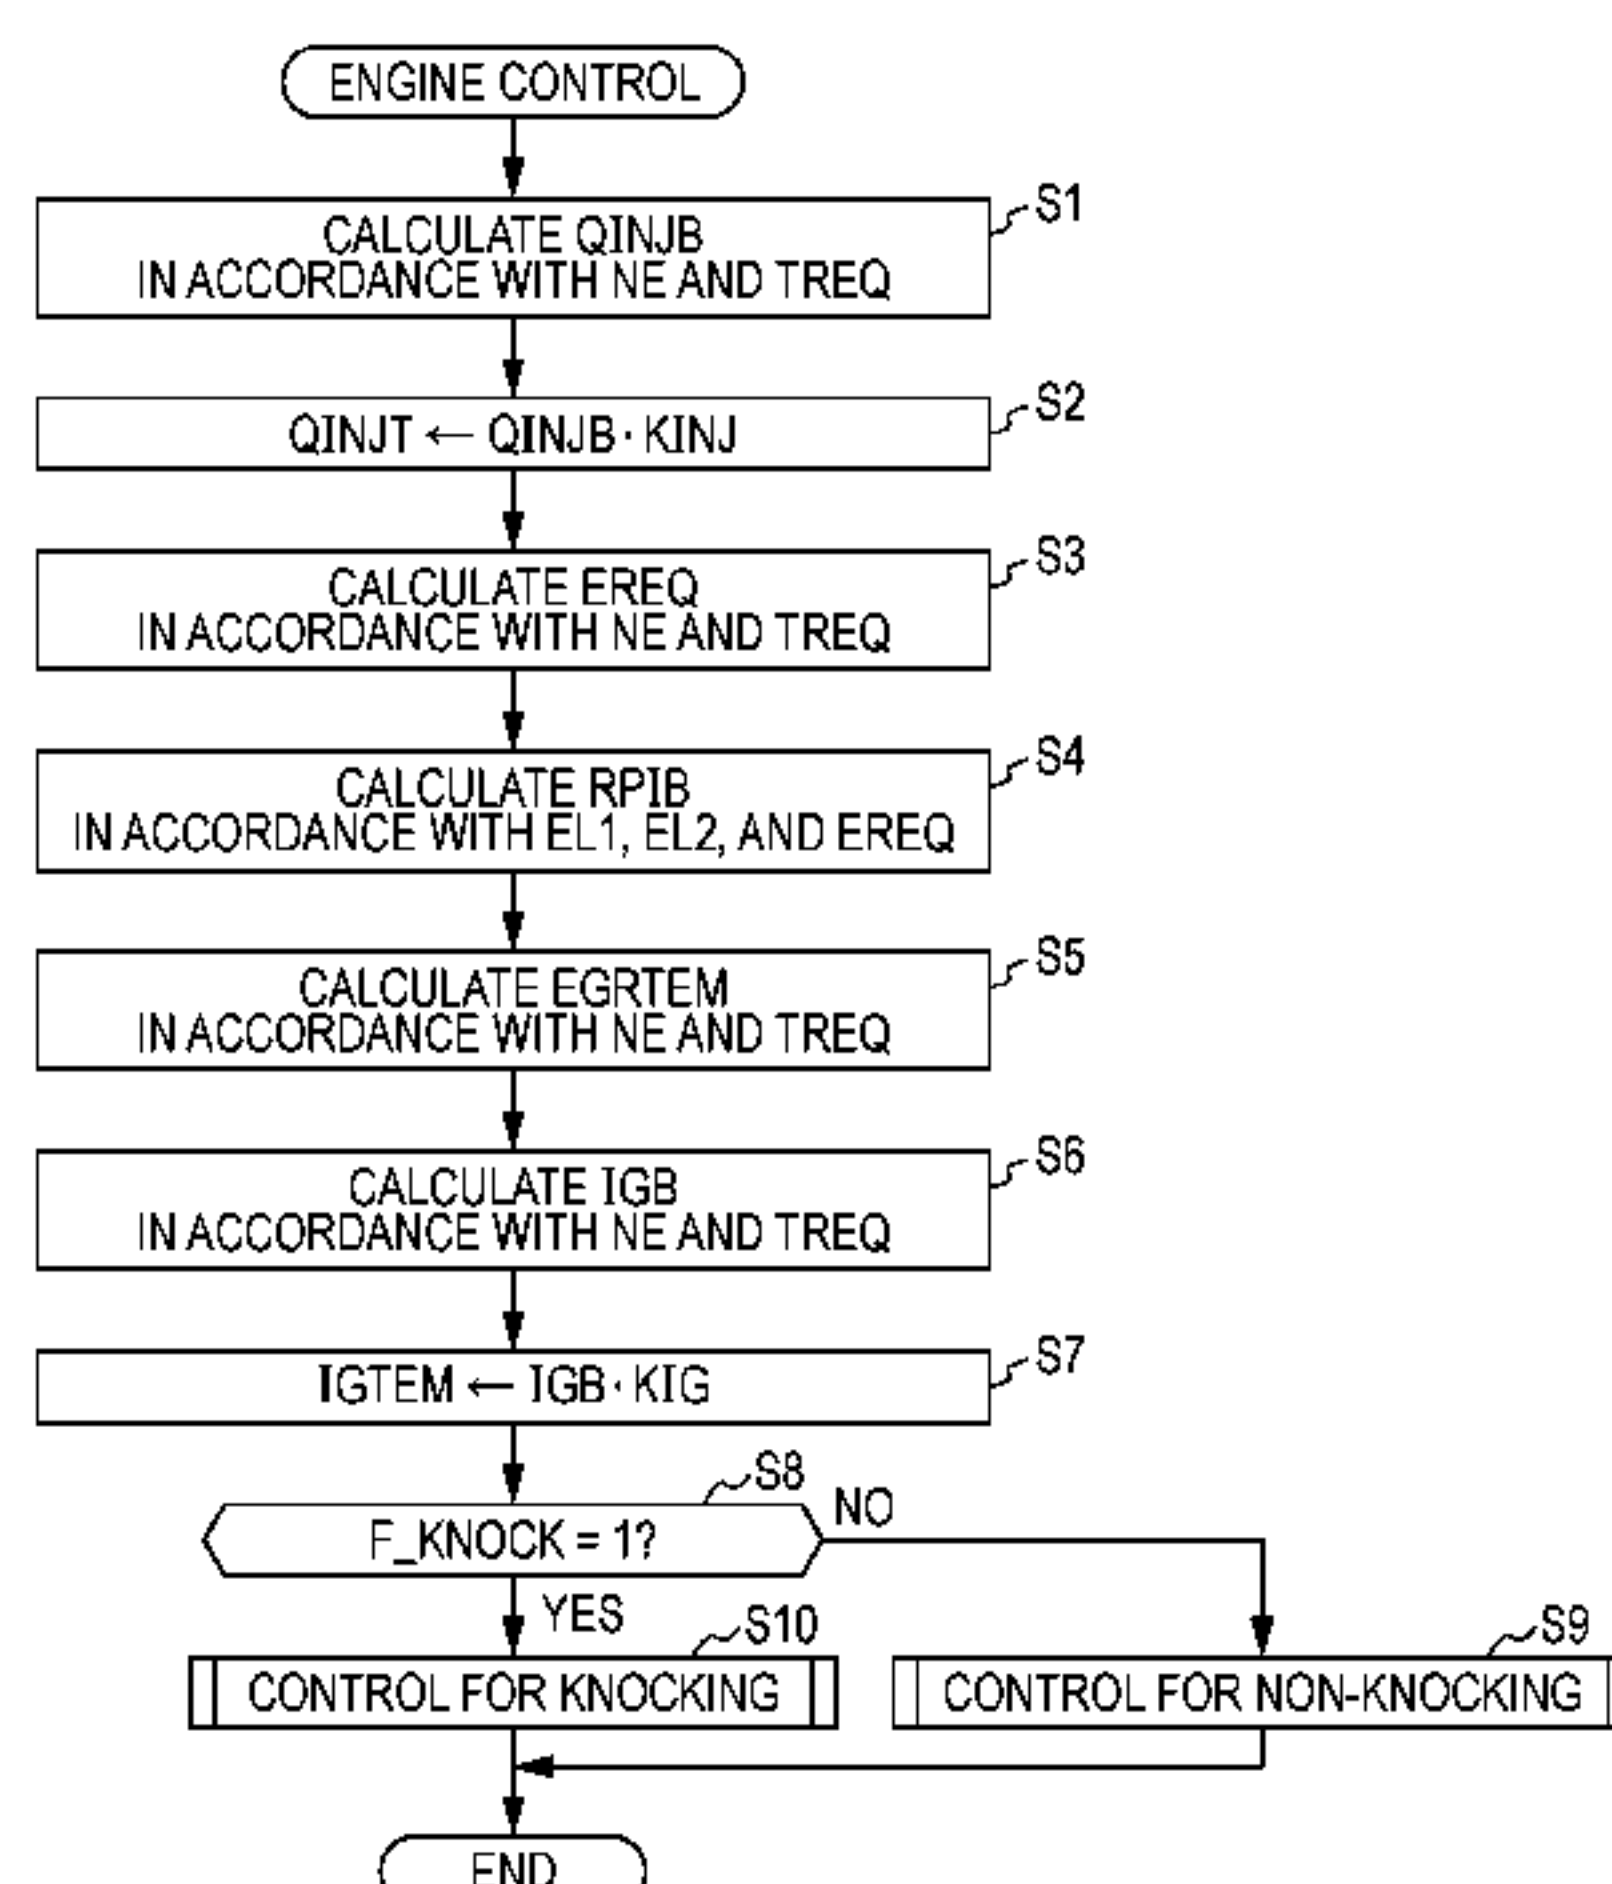 ENGINE CONTROL
S1
CALCULATE QINJB
IN ACCORDANCE WITH NE AND TREQ
S2
QINJT ← QINJB · KINJ
S3
CALCULATE EREQ
IN ACCORDANCE WITH NE AND TREQ
S4
CALCULATE RPIB
IN ACCORDANCE WITH EL1, EL2, AND EREQ
S5
CALCULATE EGRTEM
IN ACCORDANCE WITH NE AND TREQ
S6
CALCULATE IGB
IN ACCORDANCE WITH NE AND TREQ
S7
IGTEM ← IGB · KIG
S8
F_KNOCK = 1?
NO
YES
S10
CONTROL FOR KNOCKING
S9
CONTROL FOR NON-KNOCKING
END